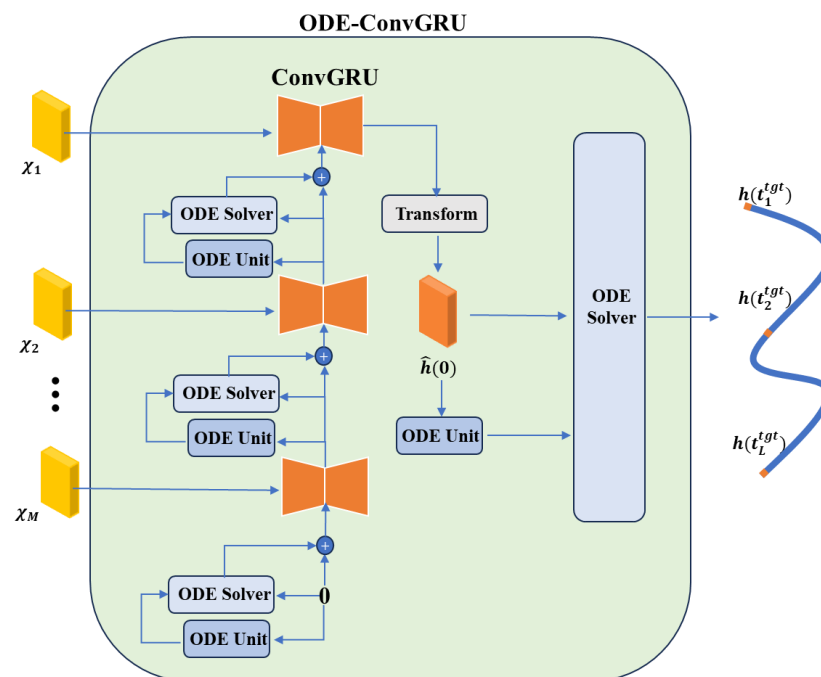 ODE-ConvGRU
ConvGRU
χ₁
ODE Solver
ODE Unit
Transform
χ₂
ĥ(0)
ODE Solver
h(t₁^tgt)
h(t₂^tgt)
h(t_L^tgt)
ODE Solver
ODE Unit
ODE Unit
χ_M
0
ODE Solver
ODE Unit